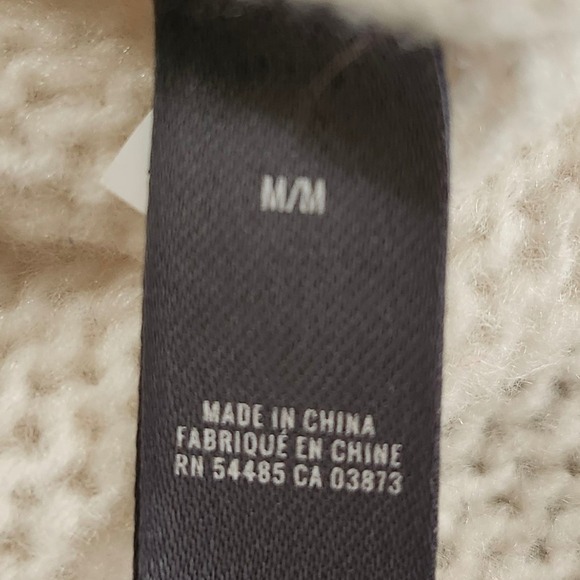 M/M
MADE IN CHINA
FABRIQUÉ EN CHINE
RN 54485 CA 03873